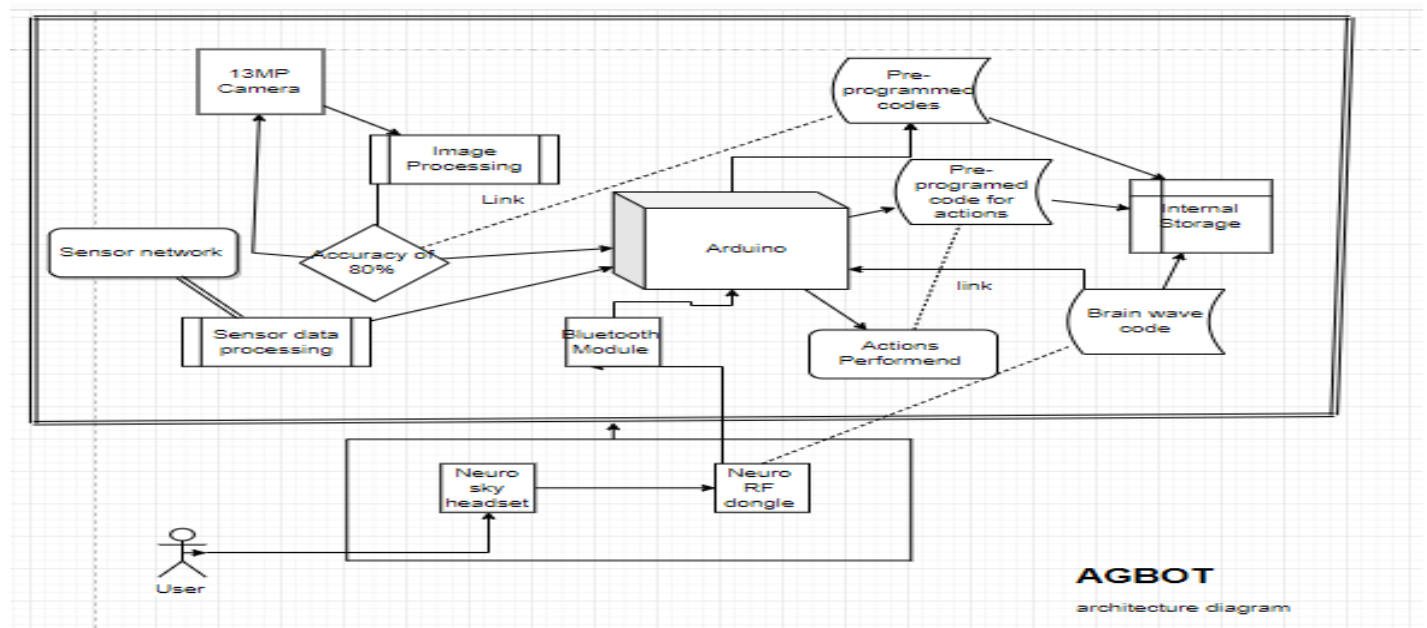 13MP
Camera
Pre-
programmed
codes
Image
Processing
Link
Pre-
programed
code for
actions
Internal
Storage
Sensor network
Accuracy of
80%
Arduino
link
Sensor data
processing
Bluetooth
Module
Actions
Performend
Brain wave
code
Neuro
sky
headset
Neuro
RF
dongle
User
AGBOT
architecture diagram